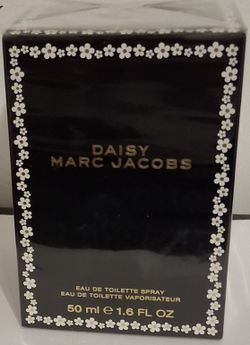 DAISY
MARC JACOBS
EAU DE TOILETTE SPRAY
EAU DE TOILETTE VAPORISATEUR
50 ml ℮ 1.6 FL OZ